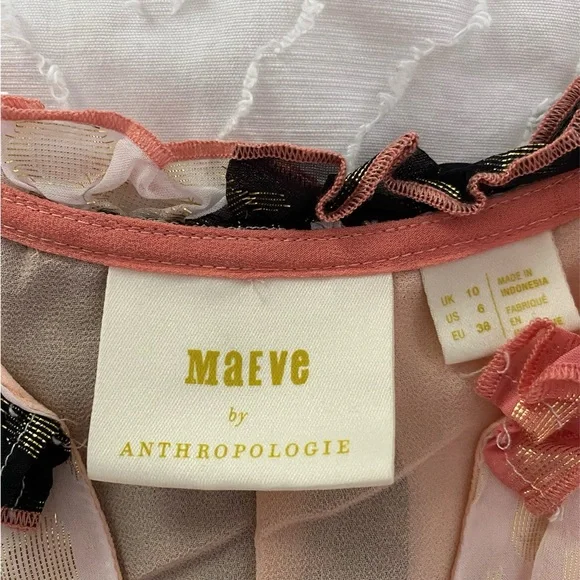 MaEVe
by
ANTHROPOLOGIE
UK 10
US 6
EU 38
MADE IN
INDONESIA
FABRIQUÉ
EN